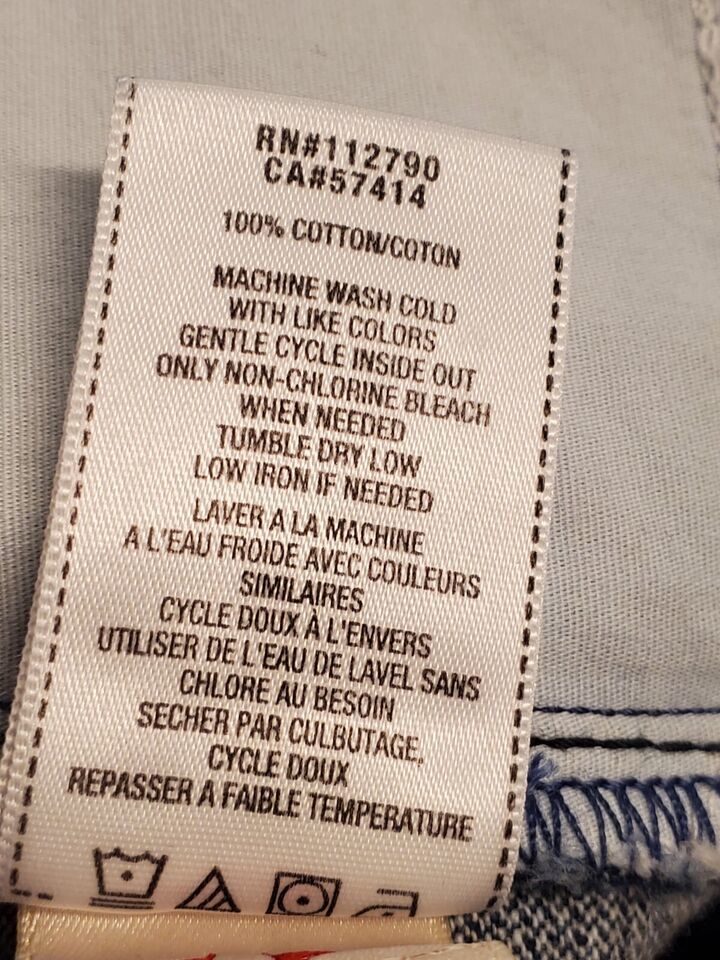 RN#112790
CA#57414
100% COTTON/COTON
MACHINE WASH COLD
WITH LIKE COLORS
GENTLE CYCLE INSIDE OUT
ONLY NON-CHLORINE BLEACH
WHEN NEEDED
TUMBLE DRY LOW
LOW IRON IF NEEDED
LAVER A LA MACHINE
A L'EAU FROIDE AVEC COULEURS
SIMILAIRES
CYCLE DOUX À L'ENVERS
UTILISER DE L'EAU DE LAVEL SANS
CHLORE AU BESOIN
SECHER PAR CULBUTAGE,
CYCLE DOUX
REPASSER A FAIBLE TEMPERATURE